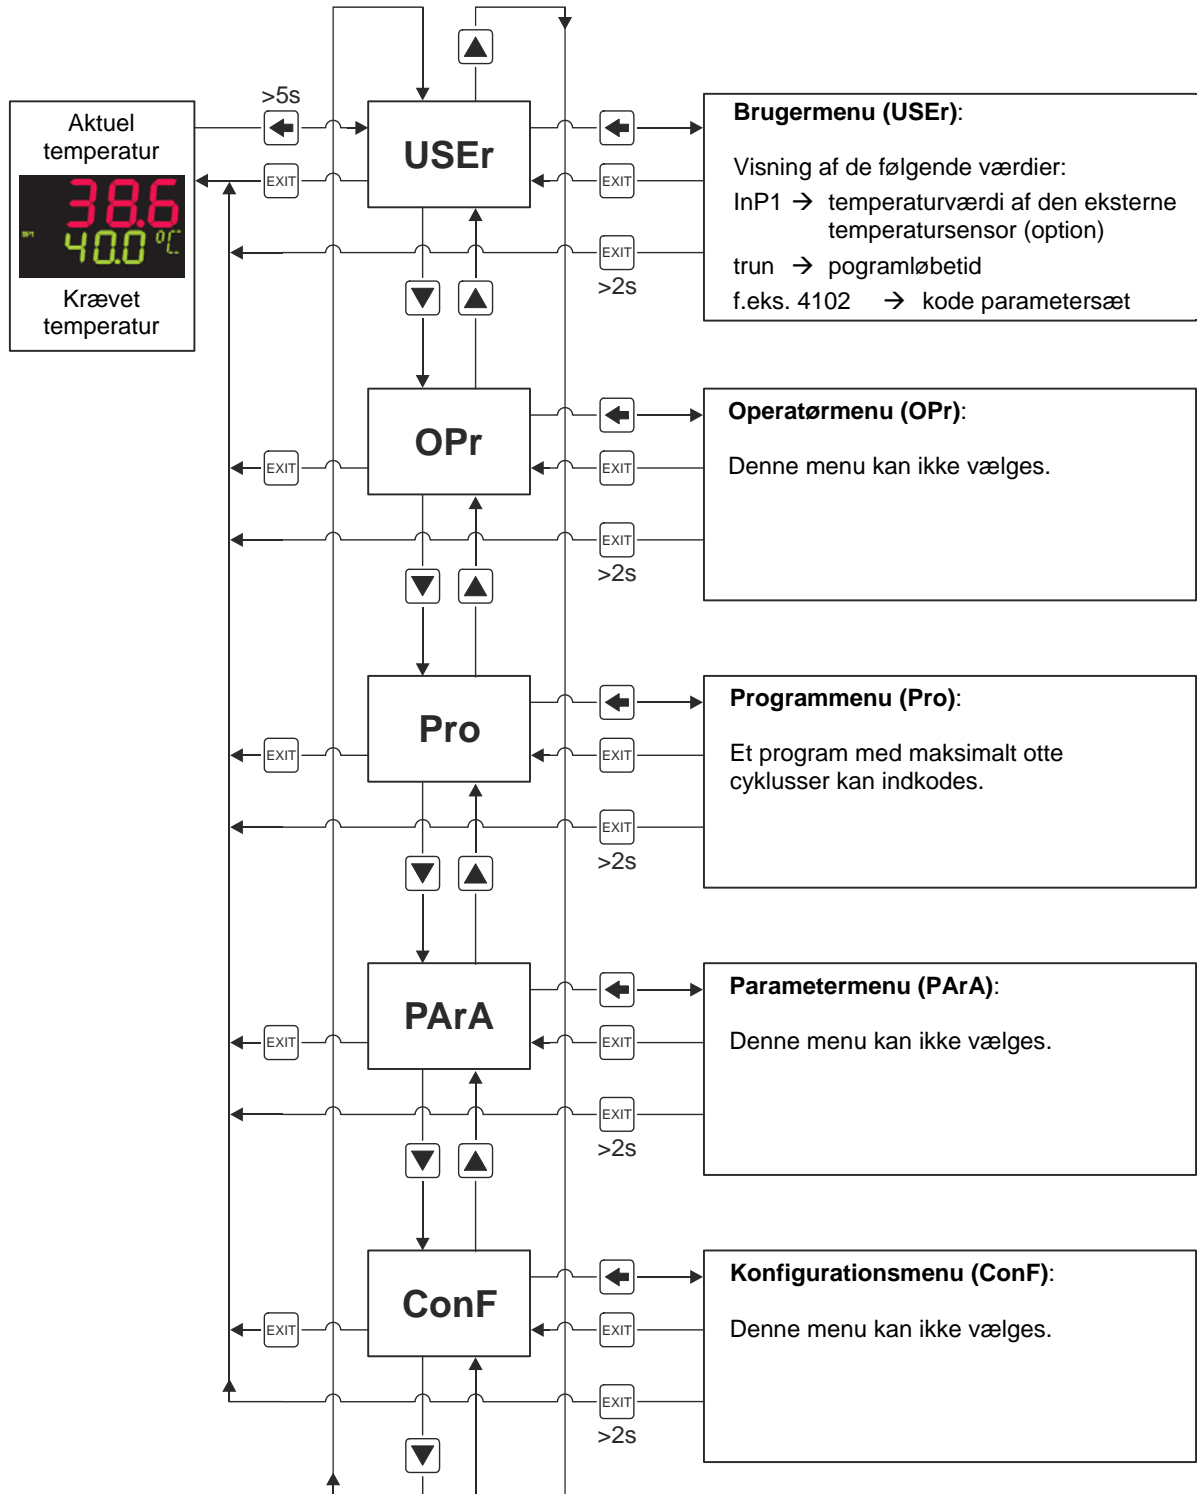 >5s
Aktuel
temperatur
EXIT
38.6
SP1 40.0 °C
Krævet
temperatur
USEr
EXIT
EXIT
>2s
Brugermenu (USEr):
Visning af de følgende værdier:
InP1 → temperaturværdi af den eksterne
temperatursensor (option)
trun → pogramløbetid
f.eks. 4102 → kode parametersæt
OPr
EXIT
EXIT
EXIT
>2s
Operatørmenu (OPr):
Denne menu kan ikke vælges.
Pro
EXIT
EXIT
EXIT
>2s
Programmenu (Pro):
Et program med maksimalt otte
cyklusser kan indkodes.
PArA
EXIT
EXIT
EXIT
>2s
Parametermenu (PArA):
Denne menu kan ikke vælges.
ConF
EXIT
EXIT
EXIT
>2s
Konfigurationsmenu (ConF):
Denne menu kan ikke vælges.